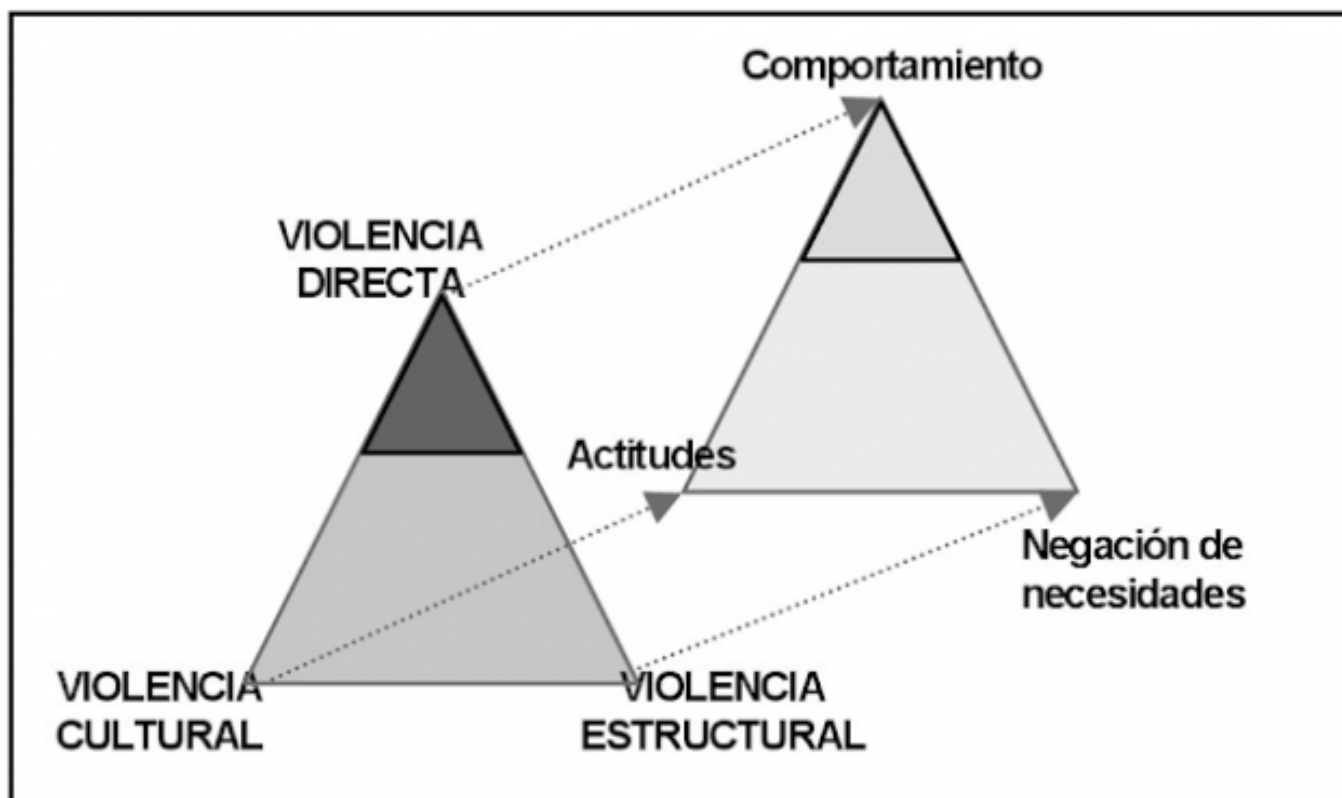 Comportamiento
VIOLENCIA
DIRECTA
Actitudes
Negación de
necesidades
VIOLENCIA
CULTURAL
VIOLENCIA
ESTRUCTURAL